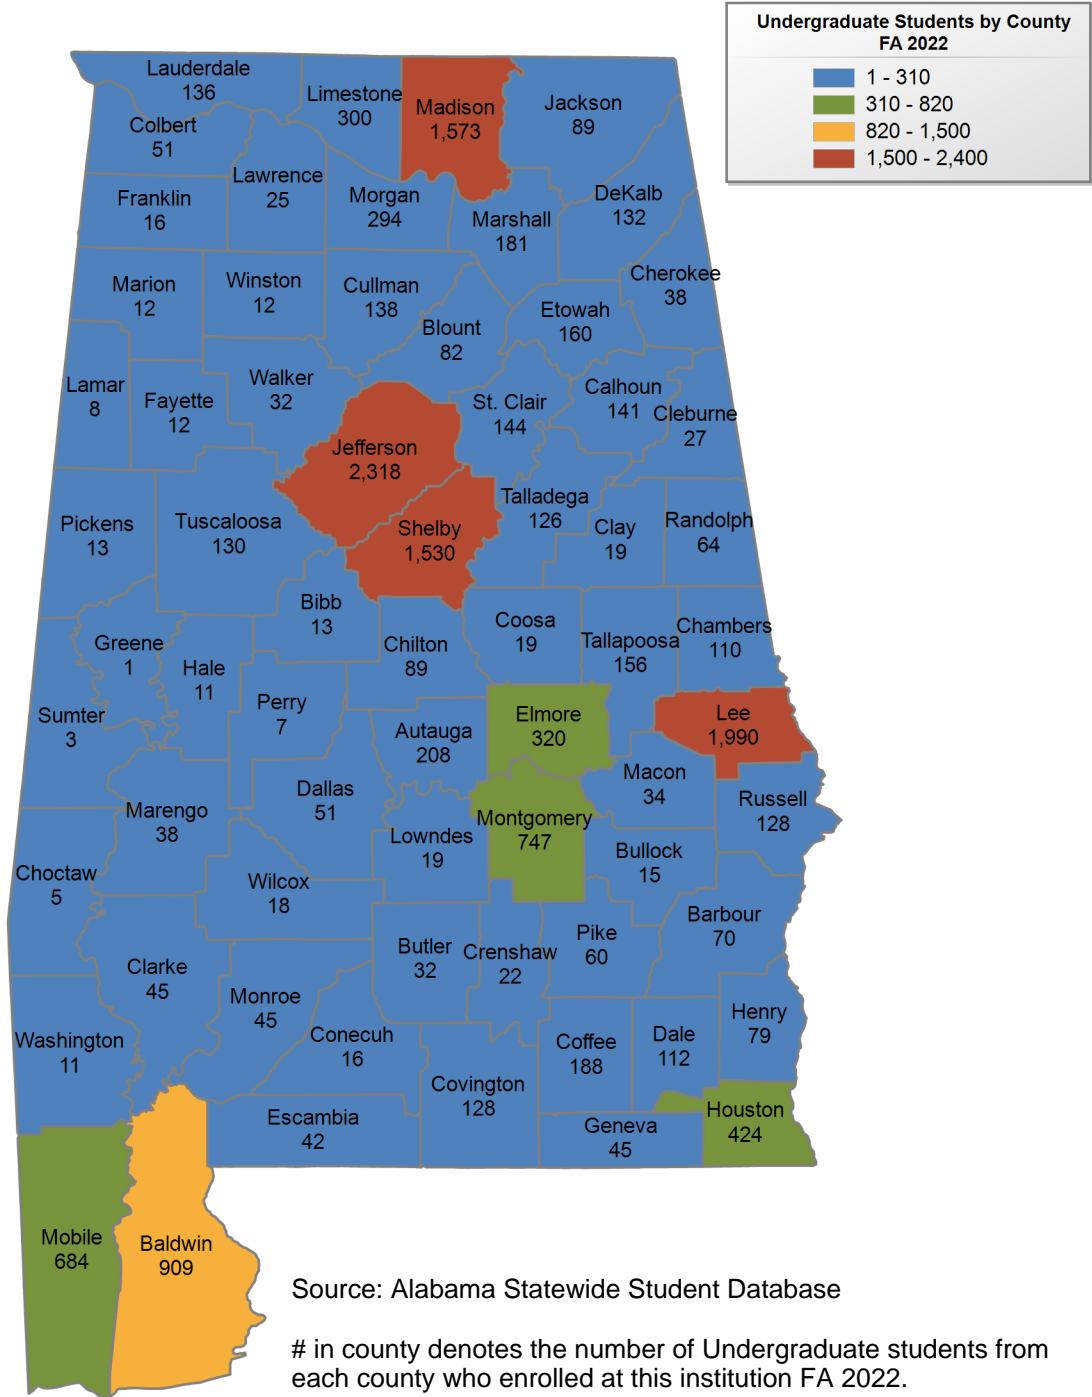 Undergraduate Students by County
FA 2022
1 - 310
310 - 820
820 - 1,500
1,500 - 2,400
Lauderdale
136
Limestone
300
Madison
1,573
Jackson
89
Colbert
51
Lawrence
25
Franklin
16
Morgan
294
Marshall
181
DeKalb
132
Marion
12
Winston
12
Cullman
138
Cherokee
38
Etowah
160
Blount
82
Lamar
8
Fayette
12
Walker
32
St. Clair
144
Calhoun
141
Cleburne
27
Jefferson
2,318
Pickens
13
Tuscaloosa
130
Shelby
1,530
Talladega
126
Clay
19
Randolph
64
Bibb
13
Greene
1
Hale
11
Chilton
89
Coosa
19
Tallapoosa
156
Chambers
110
Sumter
3
Perry
7
Autauga
208
Elmore
320
Lee
1,990
Dallas
51
Macon
34
Marengo
38
Lowndes
19
Montgomery
747
Russell
128
Choctaw
5
Wilcox
18
Bullock
15
Barbour
70
Clarke
45
Butler
32
Crenshaw
22
Pike
60
Monroe
45
Washington
11
Conecuh
16
Coffee
188
Dale
112
Henry
79
Covington
128
Escambia
42
Geneva
45
Houston
424
Mobile
684
Baldwin
909
Source: Alabama Statewide Student Database
# in county denotes the number of Undergraduate students from
each county who enrolled at this institution FA 2022.